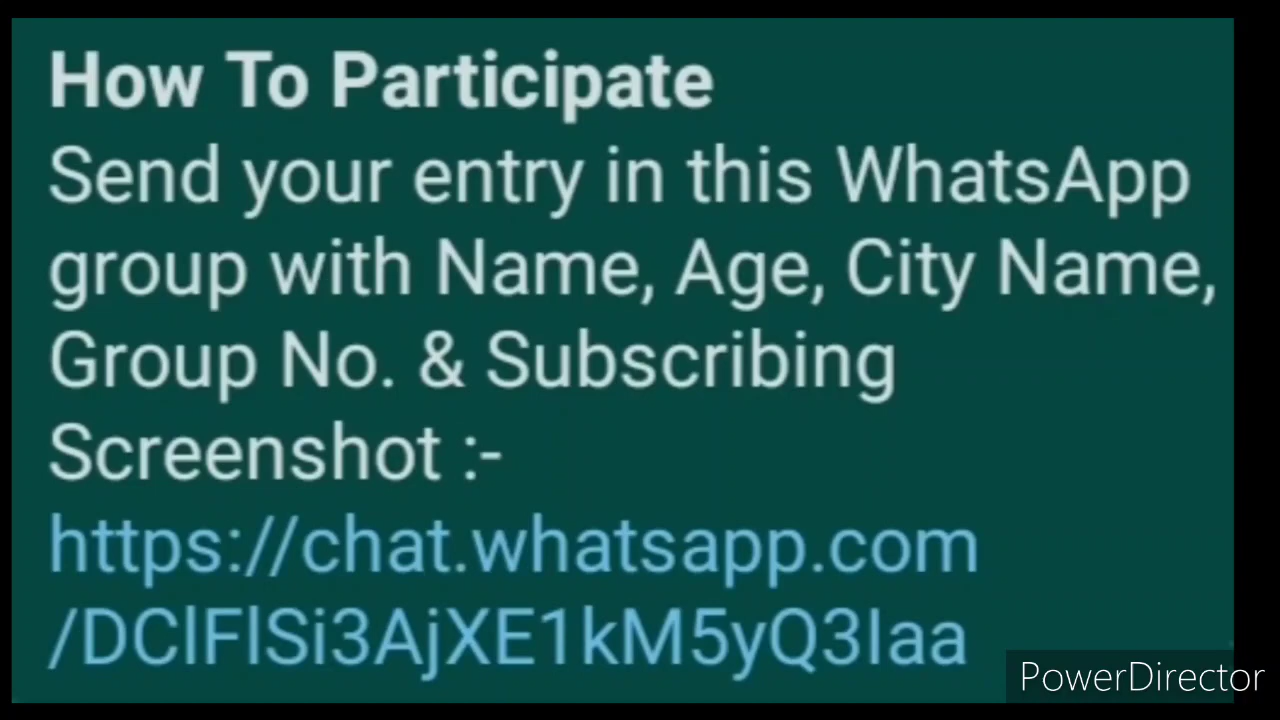 How To Participate
Send your entry in this WhatsApp
group with Name, Age, City Name,
Group No. & Subscribing
Screenshot :-
https://chat.whatsapp.com
/DClFlSi3AjXE1kM5yQ3Iaa
PowerDirector